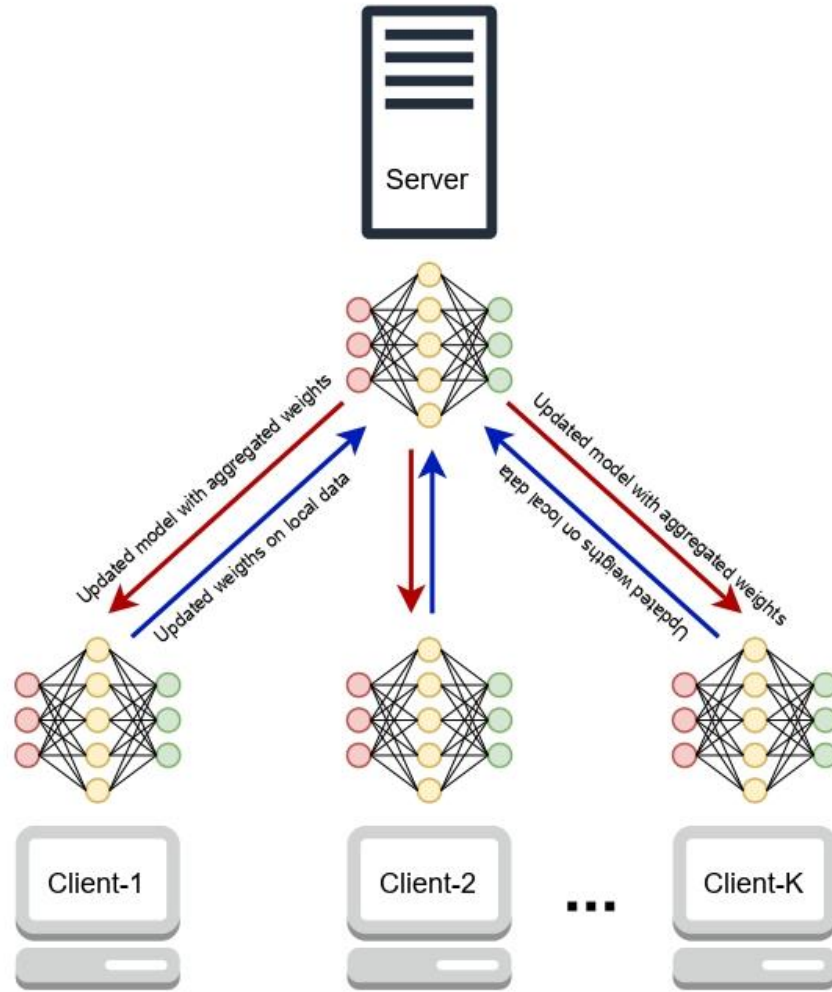 Server
Updated model with aggregated weights
Updated weigths on local data
Updated weigths on local data
Updated model with aggregated weights
Client-1
Client-2
...
Client-K